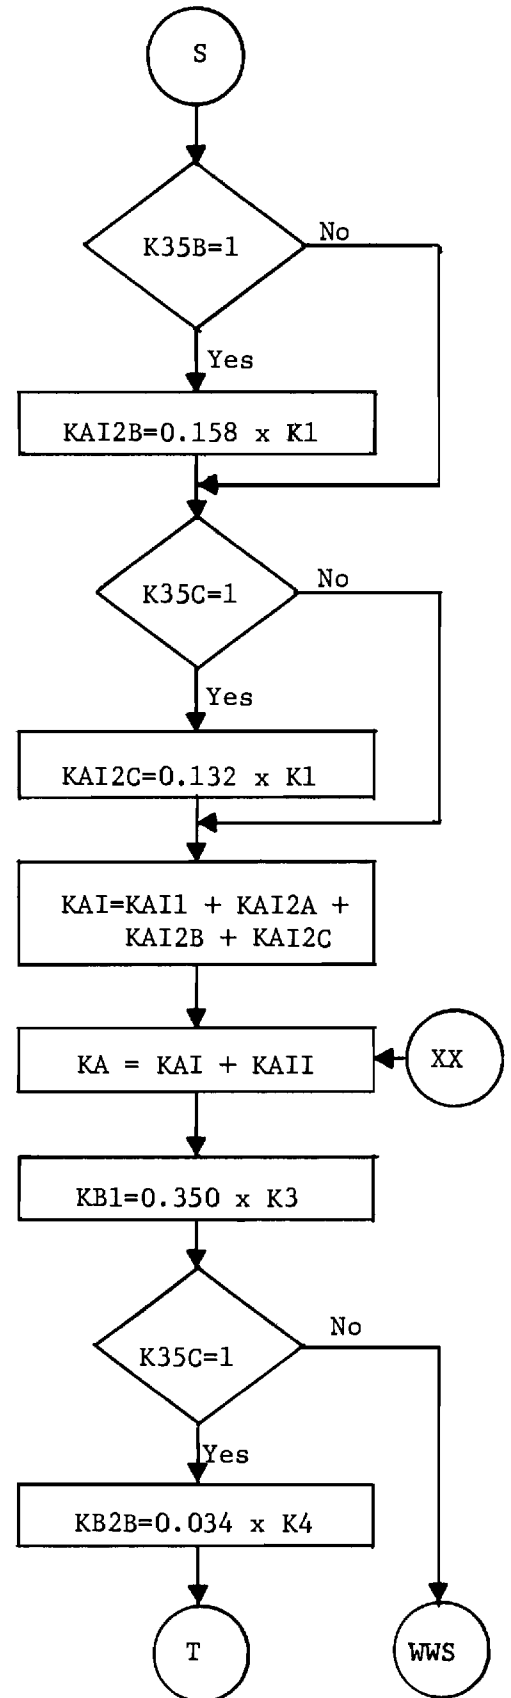 S
K35B=1
No
Yes
KAI2B=0.158 x K1
K35C=1
No
Yes
KAI2C=0.132 x K1
KAI=KAI1 + KAI2A +
KAI2B + KAI2C
KA = KAI + KAII
XX
KB1=0.350 x K3
K35C=1
No
Yes
KB2B=0.034 x K4
T
WWS